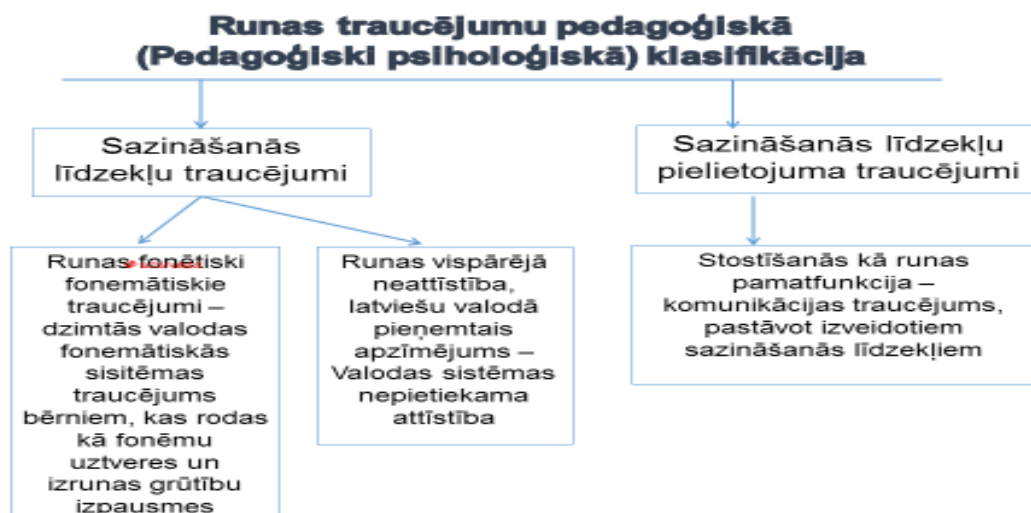 Runas traucējumu pedagoģiskā
(Pedagoģiski psiholoģiskā) klasifikācija
Sazināšanās
līdzekļu traucējumi
Sazināšanās līdzekļu
pielietojuma traucējumi
Runas fonētiski
fonemātiskie
traucējumi –
dzimtās valodas
fonemātiskās
sisitēmas
traucējums
bērniem, kas rodas
kā fonēmu
uztveres un
izrunas grūtību
izpausmes
Runas vispārējā
neattīstība,
latviešu valodā
pieņemtais
apzīmējums –
Valodas sistēmas
nepietiekama
attīstība
Stostīšanās kā runas
pamatfunkcija –
komunikācijas traucējums,
pastāvot izveidotiem
sazināšanās līdzekļiem